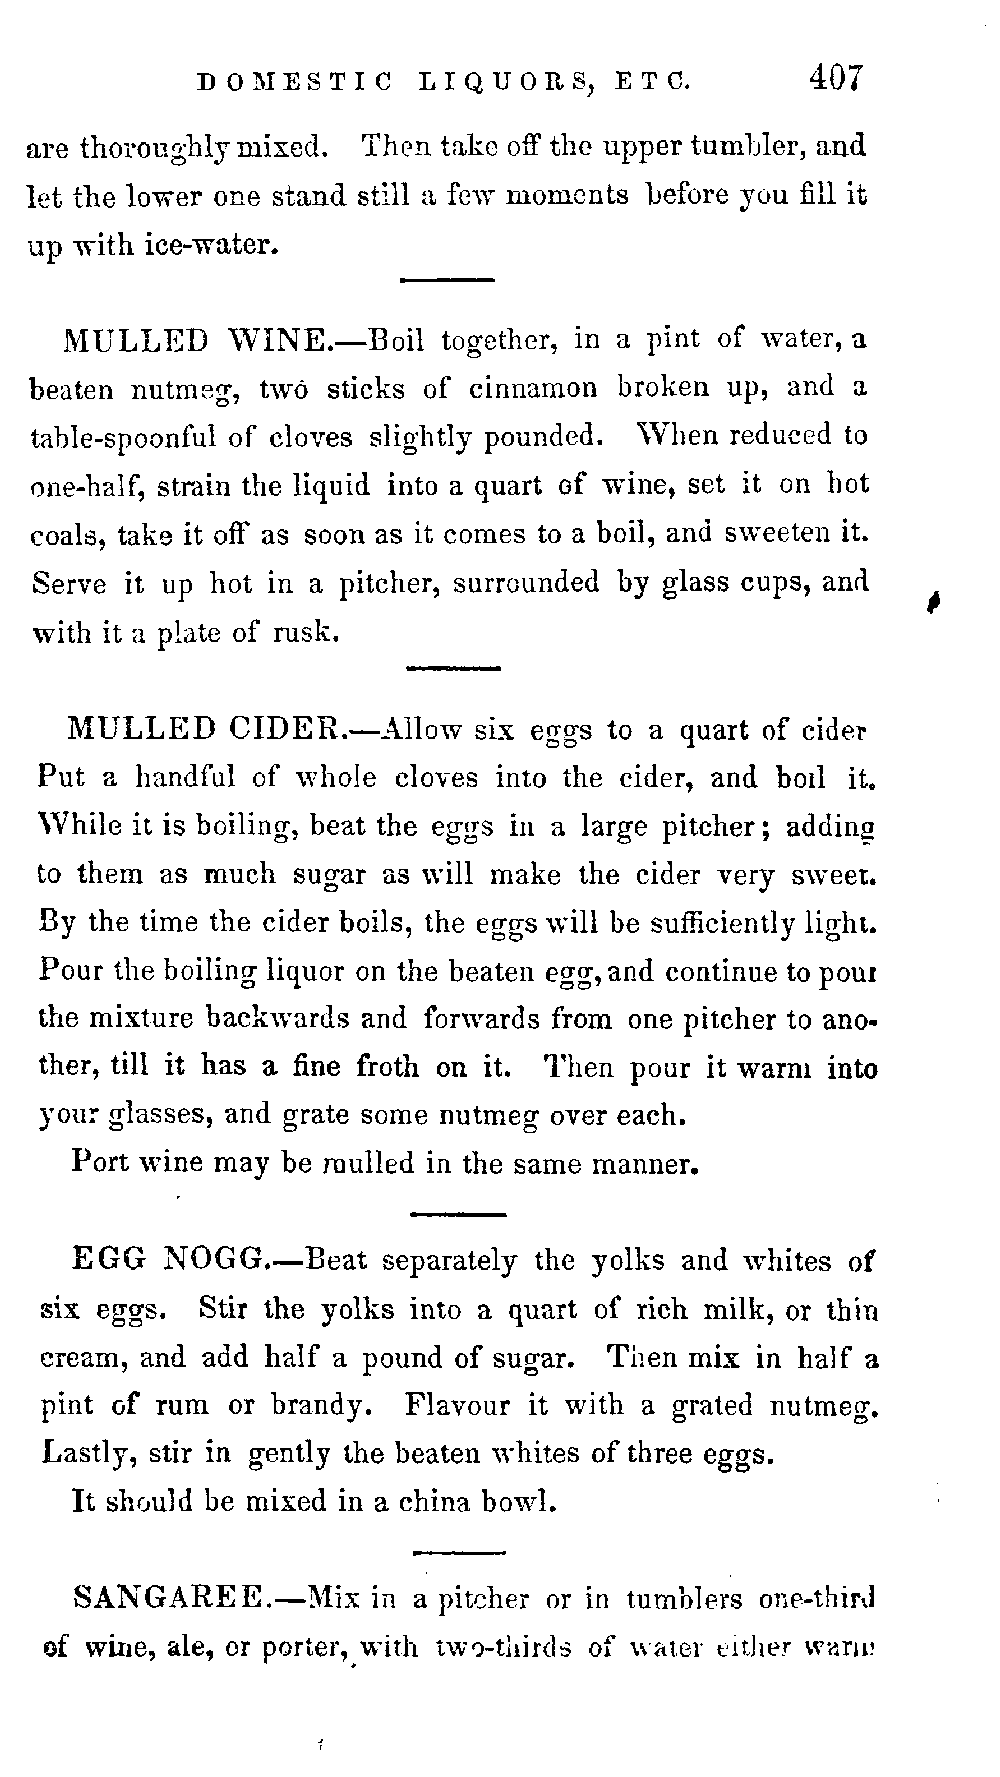 DOMESTIC LIQUORS, ETC. 407
are thoroughly mixed. Then take off the upper tumbler, and
let the lower one stand still a few moments before you fill it
up with ice-water.
MULLED WINE.—Boil together, in a pint of water, a
beaten nutmeg, two sticks of cinnamon broken up, and a
table-spoonful of cloves slightly pounded. When reduced to
one-half, strain the liquid into a quart of wine, set it on hot
coals, take it off as soon as it comes to a boil, and sweeten it.
Serve it up hot in a pitcher, surrounded by glass cups, and
with it a plate of rusk.
MULLED CIDER.—Allow six eggs to a quart of cider
Put a handful of whole cloves into the cider, and boil it.
While it is boiling, beat the eggs in a large pitcher; adding
to them as much sugar as will make the cider very sweet.
By the time the cider boils, the eggs will be sufficiently light.
Pour the boiling liquor on the beaten egg, and continue to pour
the mixture backwards and forwards from one pitcher to ano-
ther, till it has a fine froth on it. Then pour it warm into
your glasses, and grate some nutmeg over each.
Port wine may be mulled in the same manner.
EGG NOGG.—Beat separately the yolks and whites of
six eggs. Stir the yolks into a quart of rich milk, or thin
cream, and add half a pound of sugar. Then mix in half a
pint of rum or brandy. Flavour it with a grated nutmeg.
Lastly, stir in gently the beaten whites of three eggs.
It should be mixed in a china bowl.
SANGAREE.—Mix in a pitcher or in tumblers one-third
of wine, ale, or porter, with two-thirds of water either warm